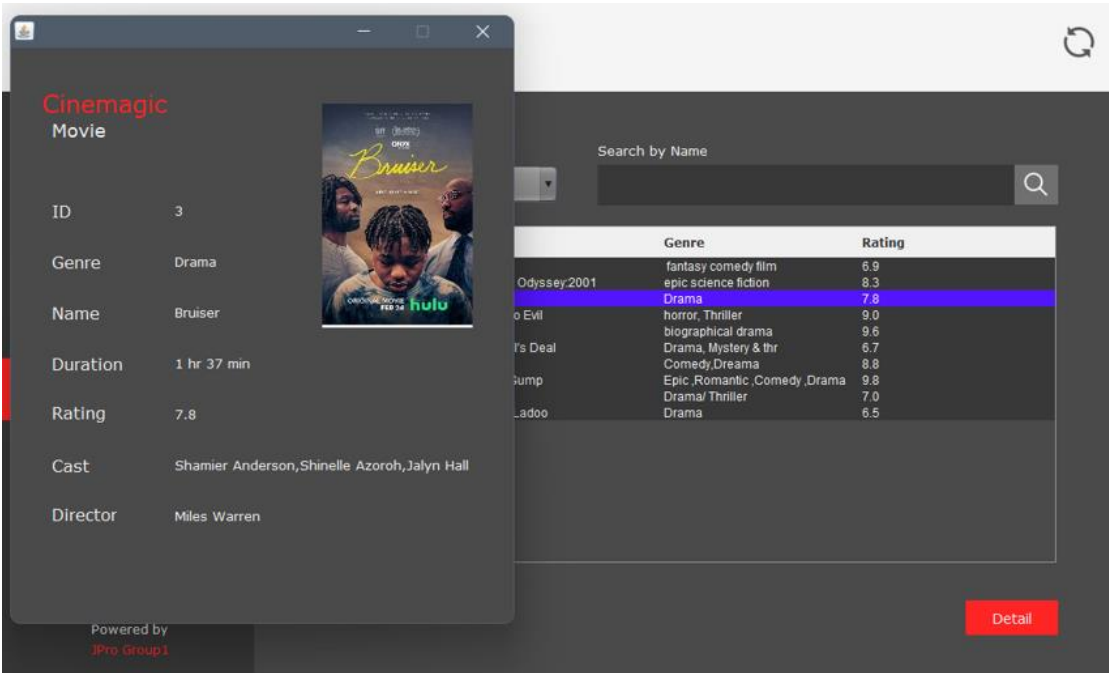 Cinemagic
Movie
Bruiser
ORIGINAL MOVIE
FEB 24 hulu
ID 3
Genre Drama
Name Bruiser
Duration 1 hr 37 min
Rating 7.8
Cast Shamier Anderson,Shinelle Azoroh,Jalyn Hall
Director Miles Warren
Powered by
JPro Group1
Search by Name
Genre Rating
fantasy comedy film 6.9
Odyssey:2001 epic science fiction 8.3
Drama 7.8
o Evil horror, Thriller 9.0
biographical drama 9.6
l's Deal Drama, Mystery & thr 6.7
Comedy,Dreama 8.8
Gump Epic ,Romantic ,Comedy ,Drama 9.8
Drama/ Thriller 7.0
Ladoo Drama 6.5
Detail